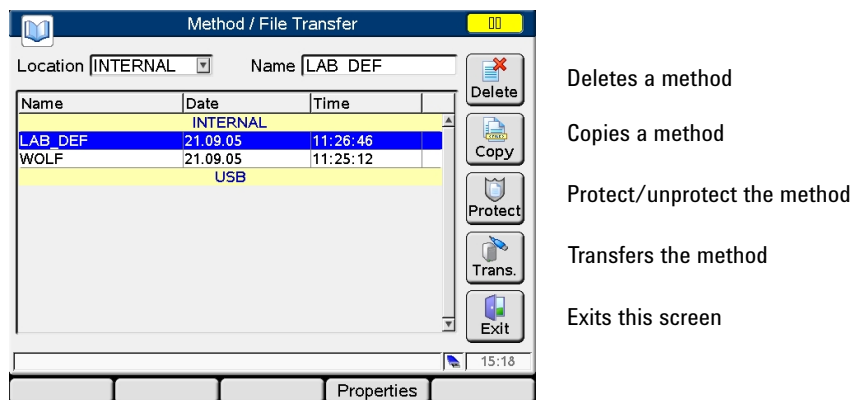 Method / File Transfer
Location INTERNAL Name LAB DEF
Delete
Deletes a method
Name Date Time
INTERNAL
LAB_DEF 21.09.05 11:26:46
WOLF 21.09.05 11:25:12
USB
Copy
Copies a method
Protect
Protect/unprotect the method
Trans.
Transfers the method
Exit
Exits this screen
15:18
Properties